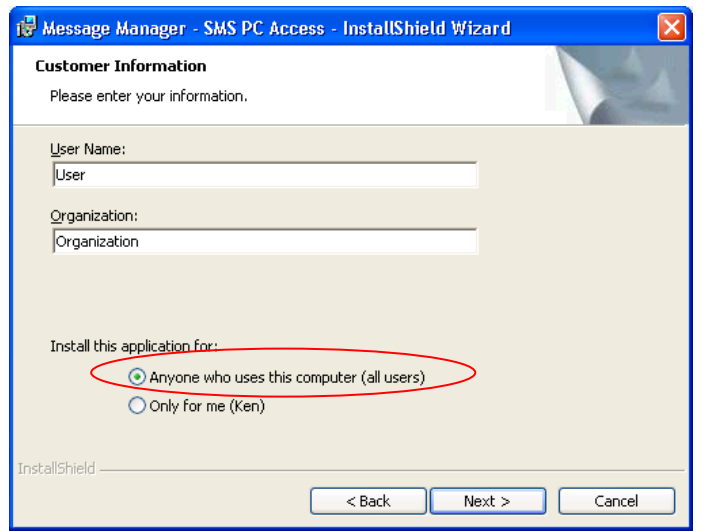 Message Manager - SMS PC Access - InstallShield Wizard
Customer Information
Please enter your information.
User Name:
User
Organization:
Organization
Install this application for:
Anyone who uses this computer (all users)
Only for me (Ken)
InstallShield
< Back
Next >
Cancel